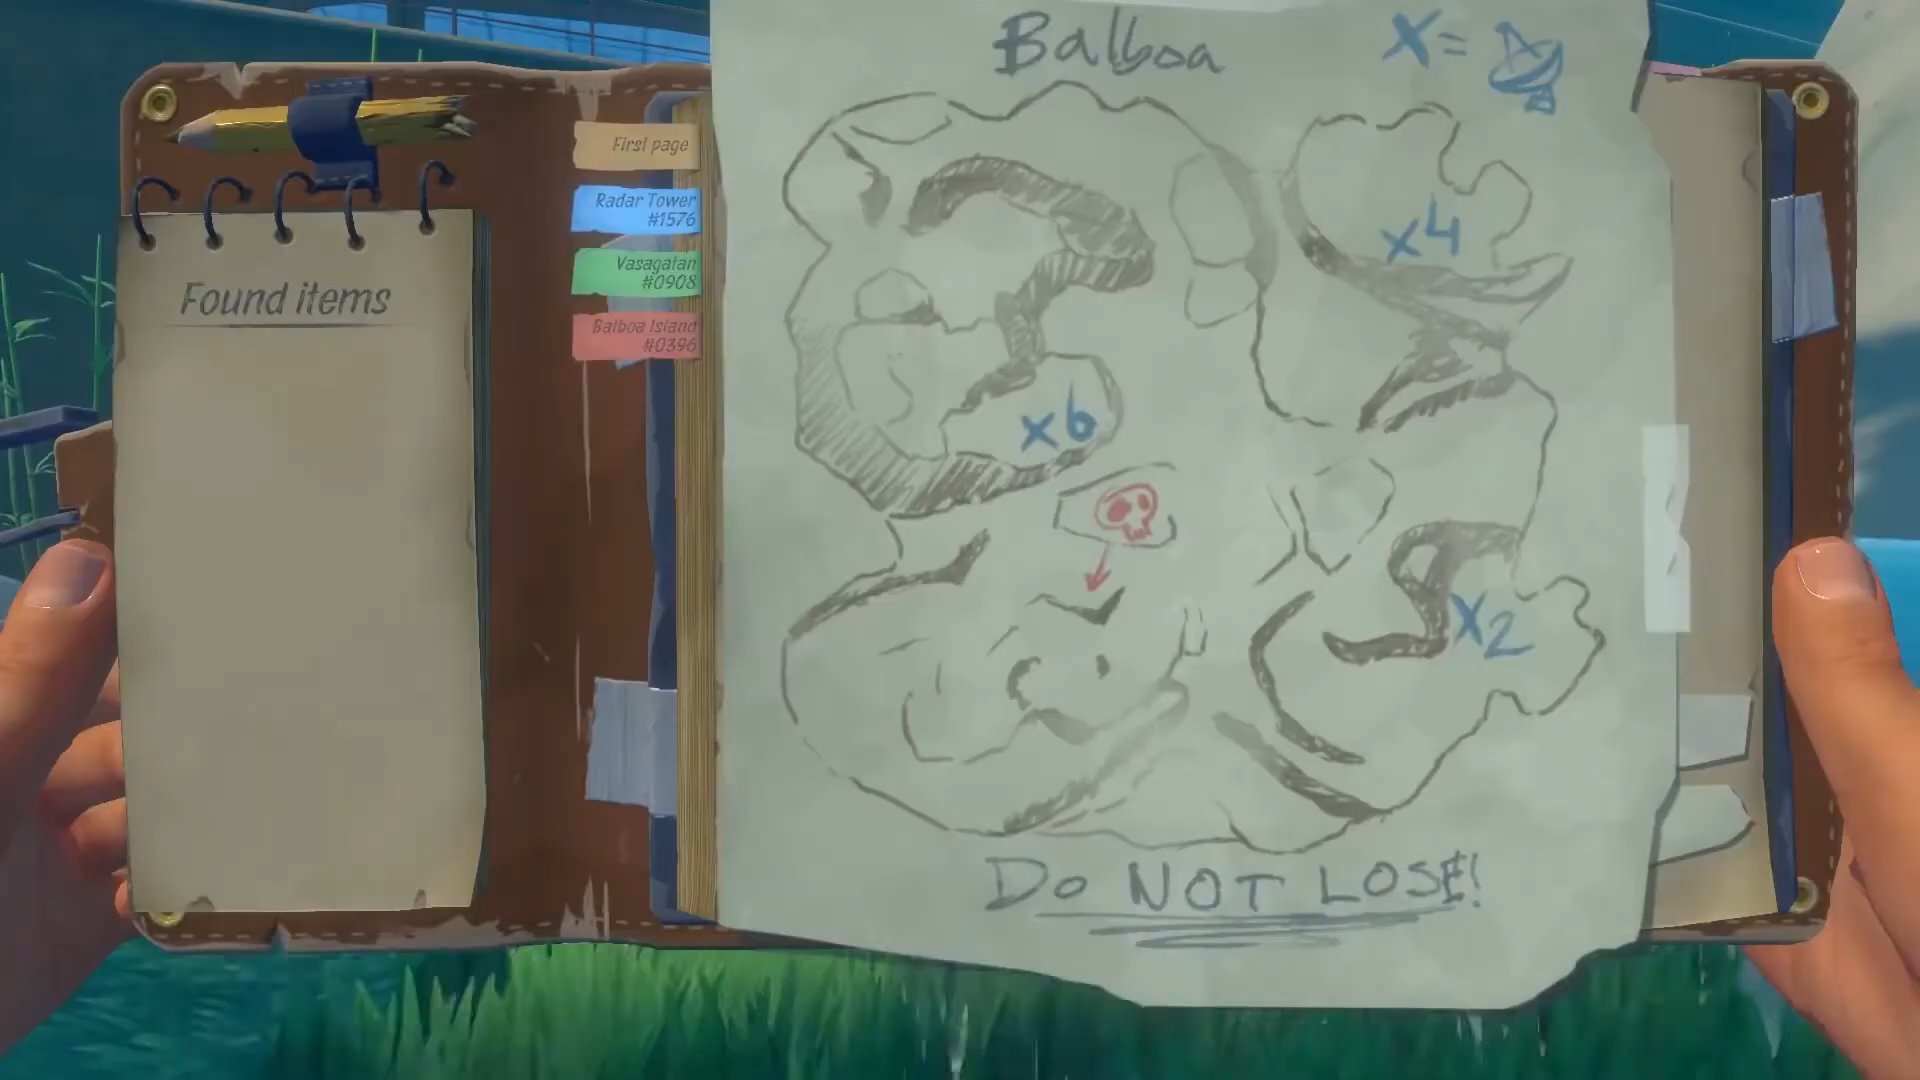 Balboa
X=
First page
Radar Tower
#1576
Vasagatan
#0908
Balboa Island
#0396
Found items
x4
x6
x2
Do NOT LOSE!